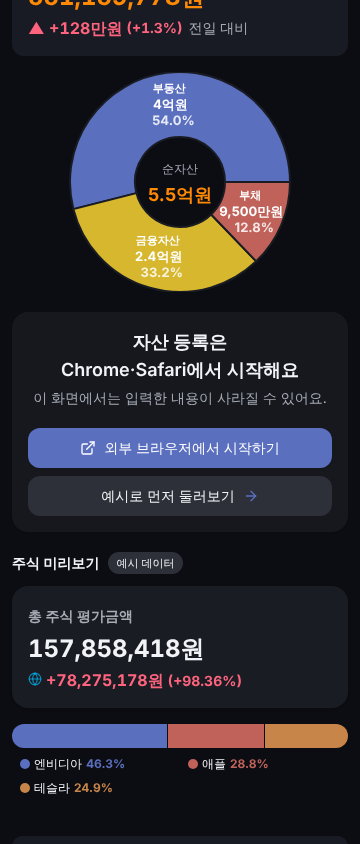 ▲ +128만원 (+1.3%) 전일 대비
부동산
4억원
54.0%
순자산
5.5억원
부채
9,500만원
12.8%
금융자산
2.4억원
33.2%
자산 등록은
Chrome·Safari에서 시작해요
이 화면에서는 입력한 내용이 사라질 수 있어요.
외부 브라우저에서 시작하기
예시로 먼저 둘러보기 →
주식 미리보기 예시 데이터
총 주식 평가금액
157,858,418원
+78,275,178원 (+98.36%)
엔비디아 46.3% 애플 28.8%
테슬라 24.9%